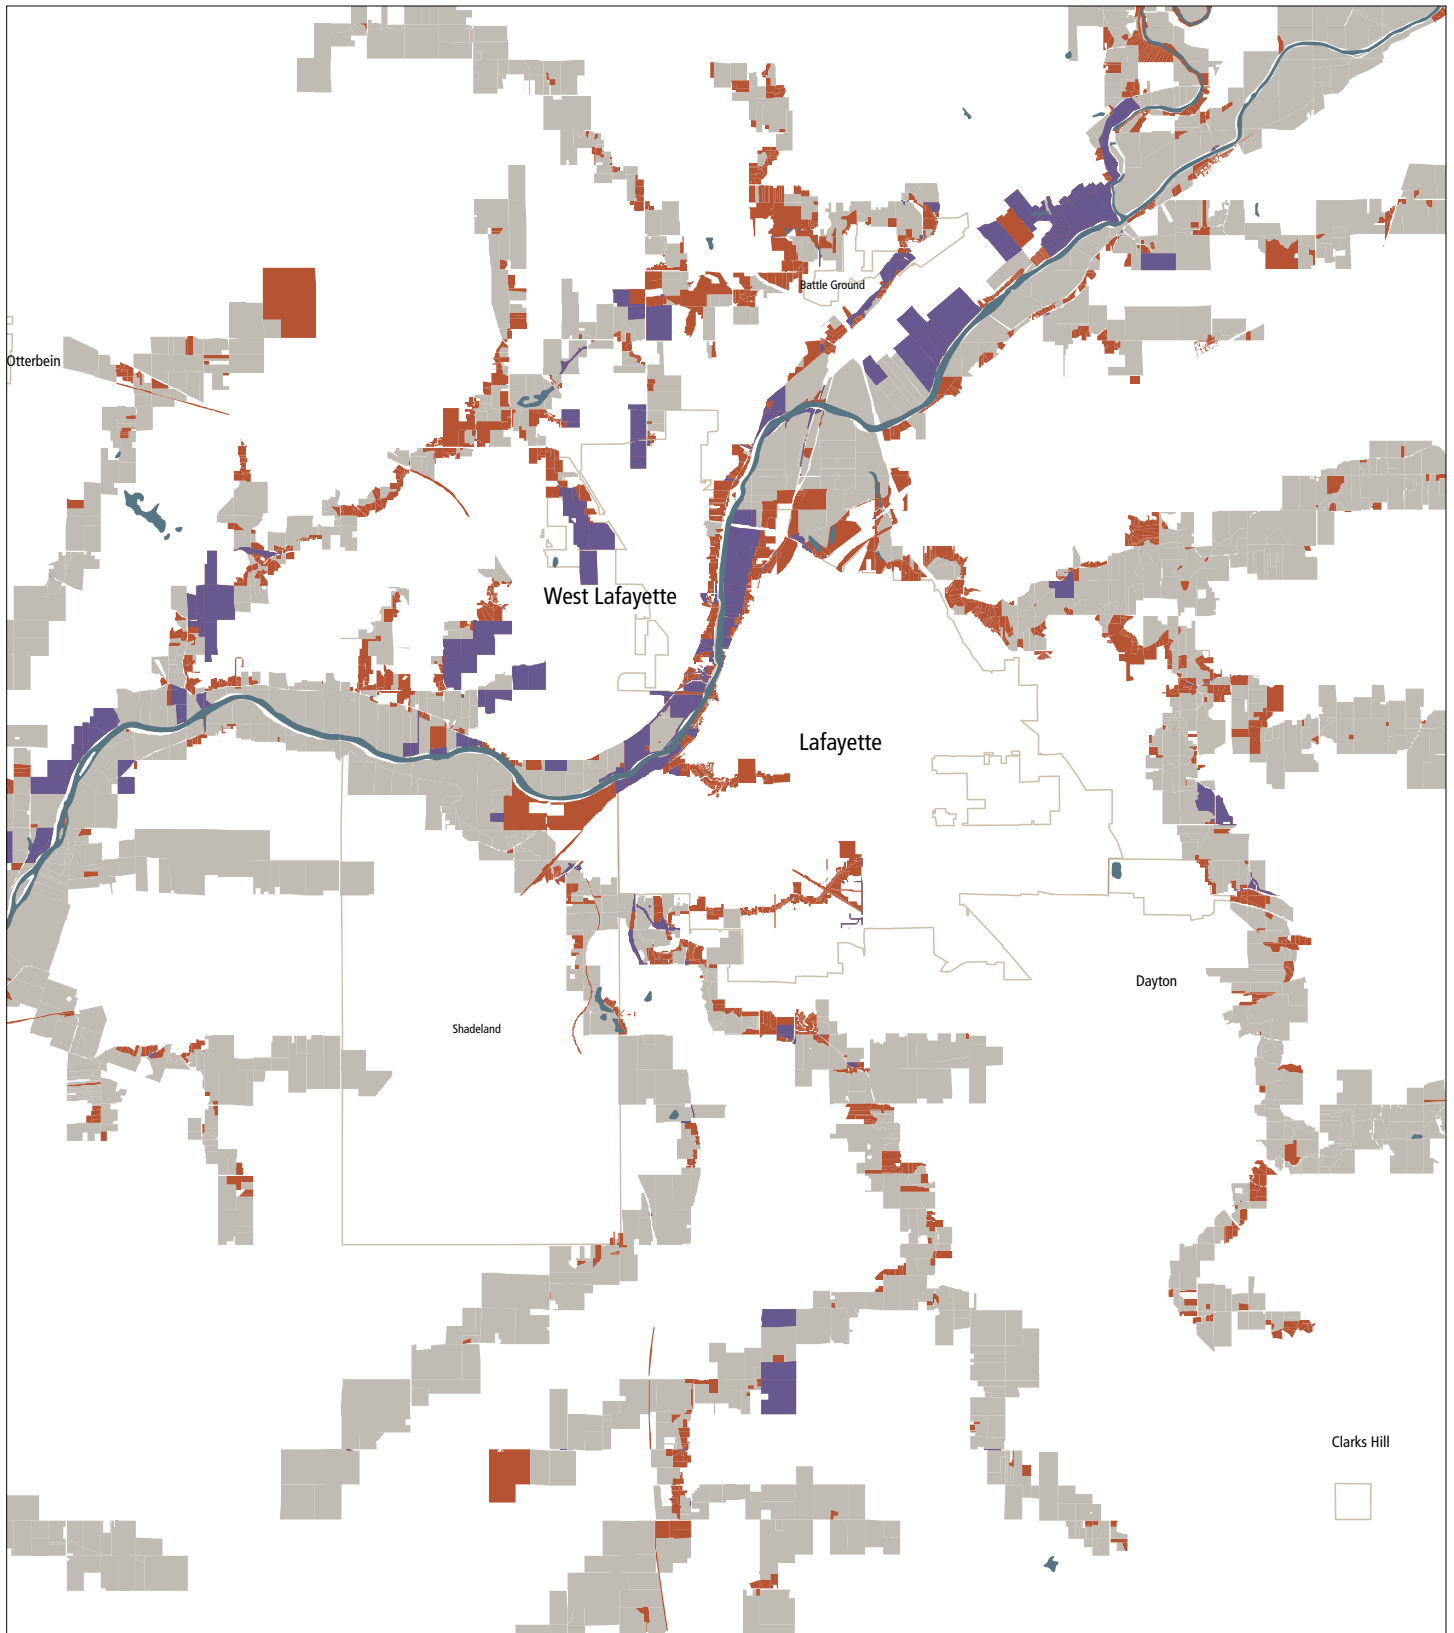 Battle Ground
Otterbein
West Lafayette
Lafayette
Dayton
Shadeland
Clarks Hill